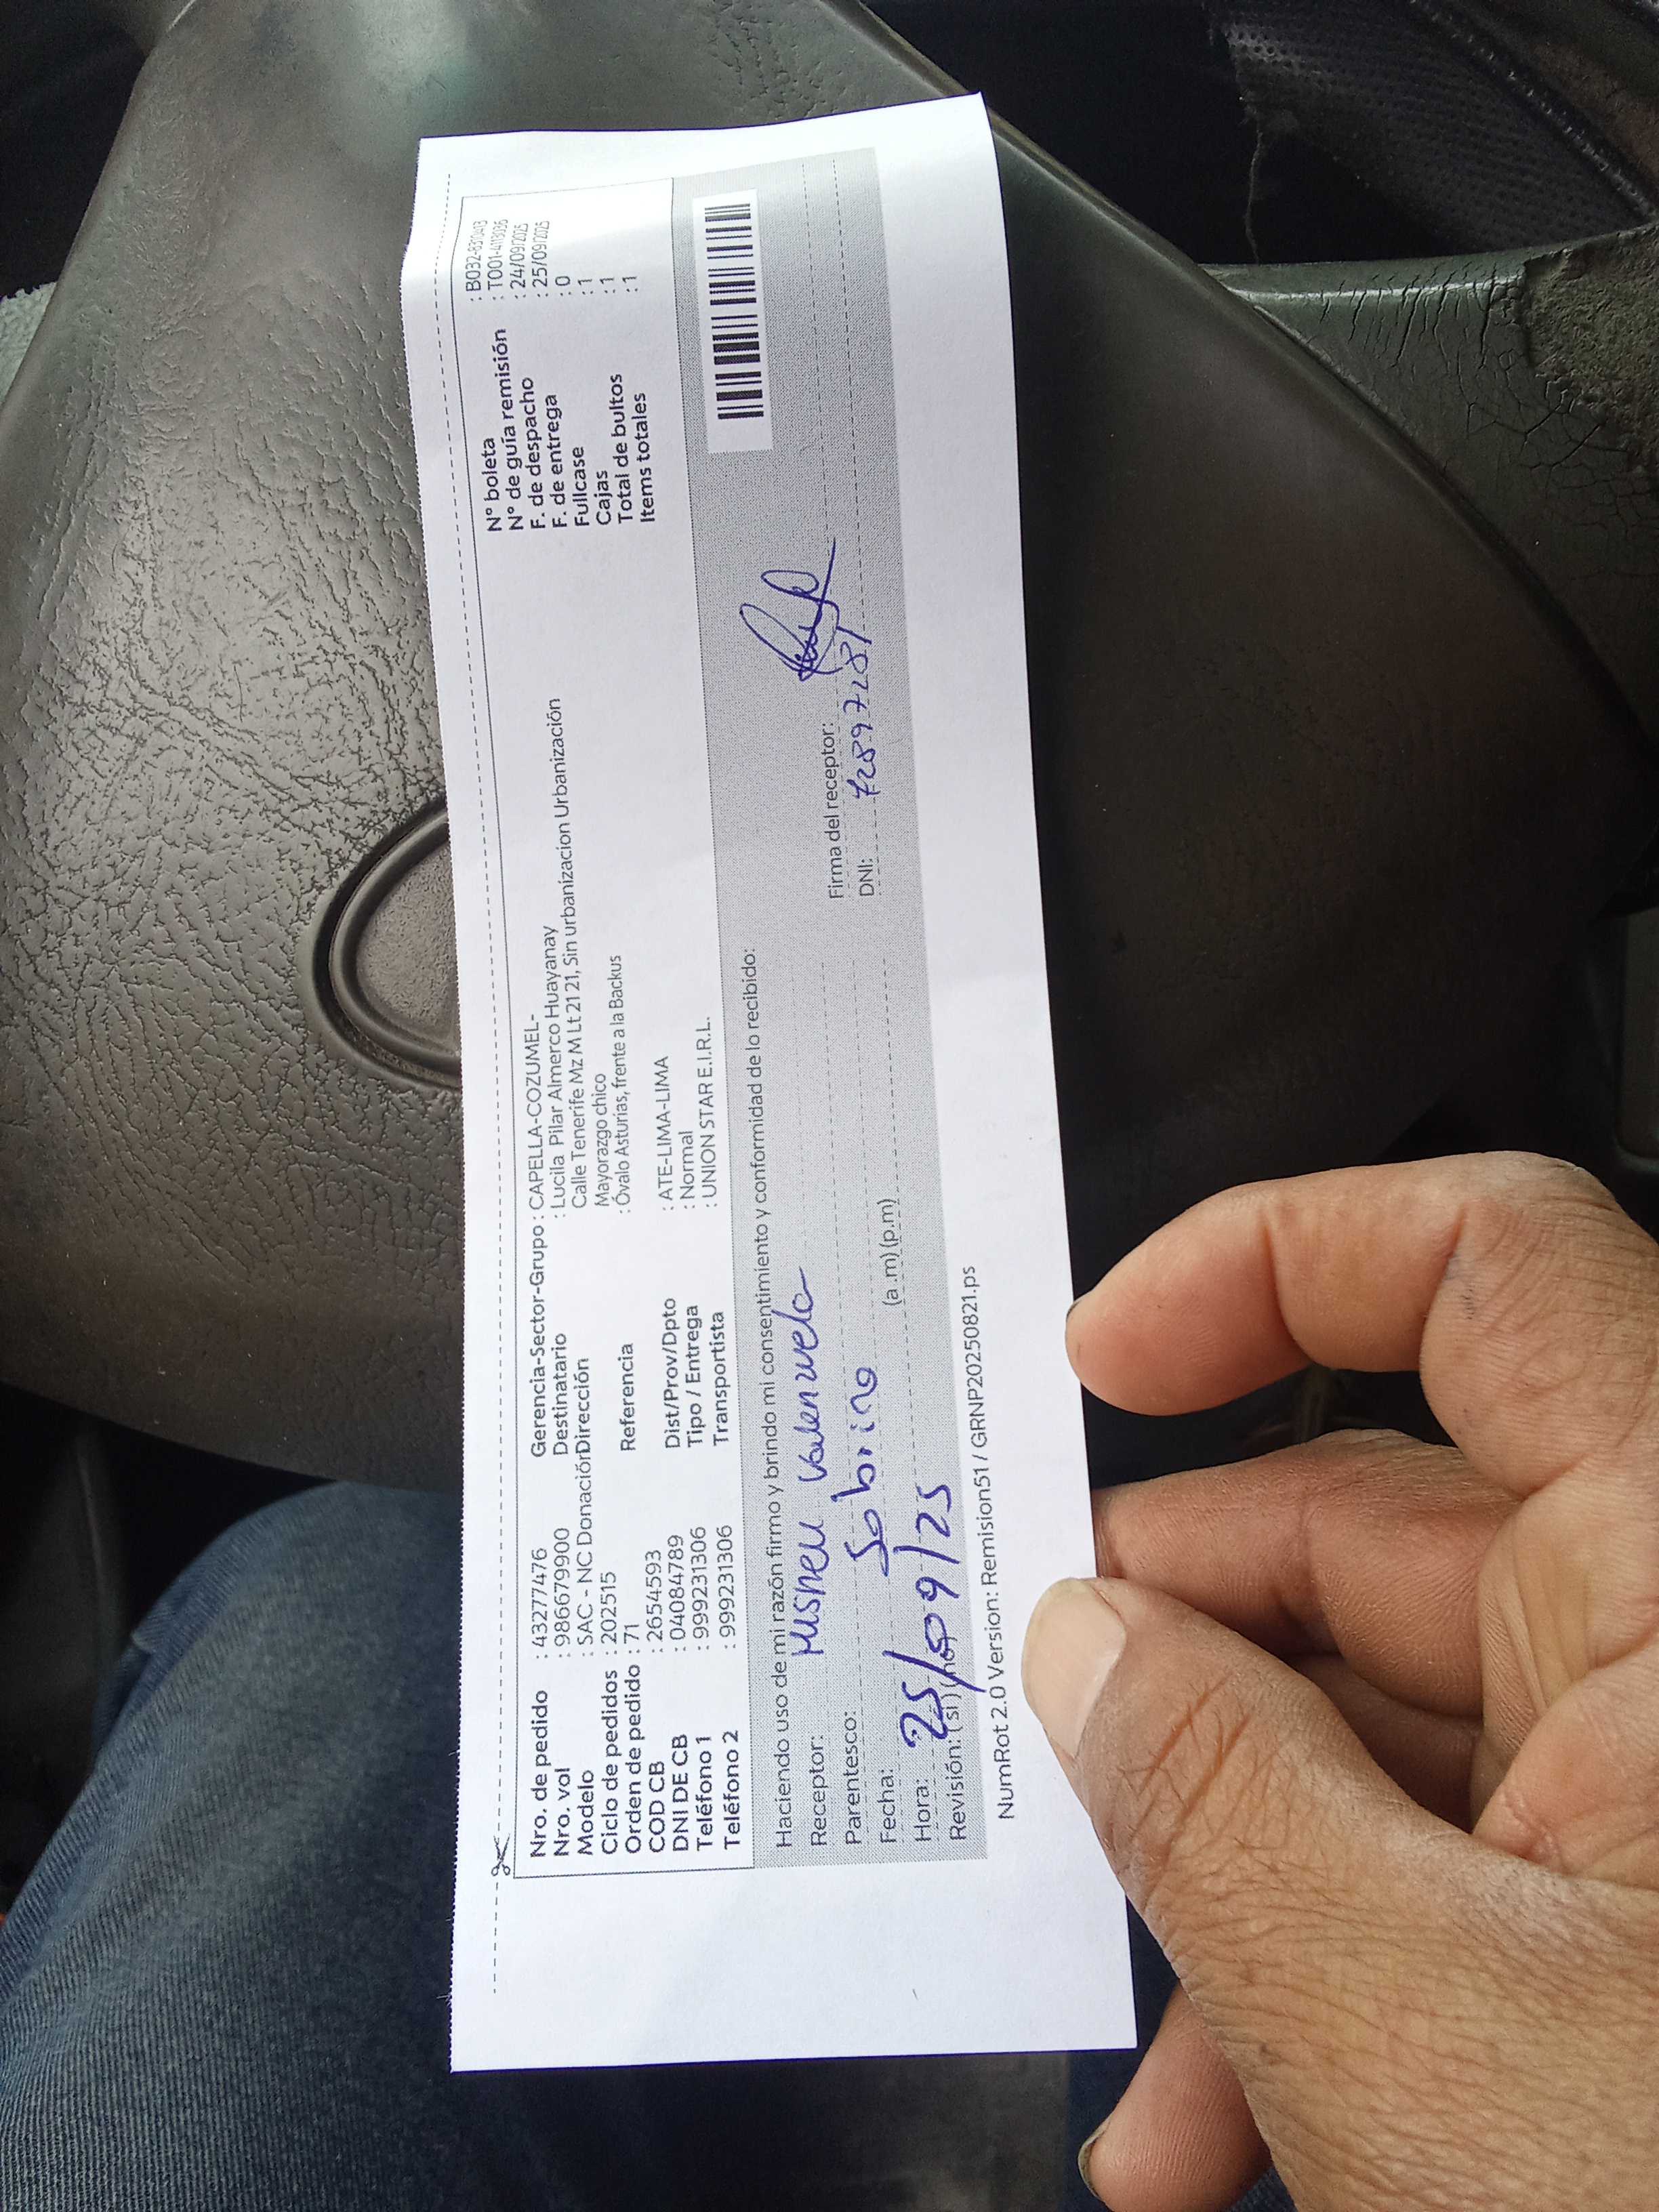 Nro. de pedido : 43277476
Nro. vol : 9866799900
Modelo : SAC - NC Donación
Ciclo de pedidos : 202515
Orden de pedido : 71
COD CB : 26544593
DNI DE CB : 04084789
Teléfono 1 : 999231306
Teléfono 2 : 999231306
Gerencia-Sector-Grupo : CAPELLA-COZUMEL-
Destinatario : Lucila Pilar Almerco Huayanay
Dirección : Calle Tenerife Mz M Lt 21 21, Sin urbanizacion Urbanización
Mayorazgo chico
Referencia : Óvalo Asturias, frente a la Backus
Dist/Prov/Dpto : ATE-LIMA-LIMA
Tipo / Entrega : Normal
Transportista : UNION STAR E.I.R.L.
N° boleta : B032-
N° de guía remisión : T001-
F. de despacho : 24/09/2025
F. de entrega : 25/09/2025
Fullcase : 0
Cajas : 1
Total de bultos : 1
Items totales : 1
Haciendo uso de mi razón firmo y brindo mi consentimiento y conformidad de lo recibido:
Receptor: Valenzuela
Parentesco: Sobrino
Fecha: 25/09/25
Hora: (a.m) (p.m)
Revisión: (si) (no)
Firma del receptor:
DNI: 72897281
NumRot 2.0 Version: Remision51 / GRNP20250821.ps